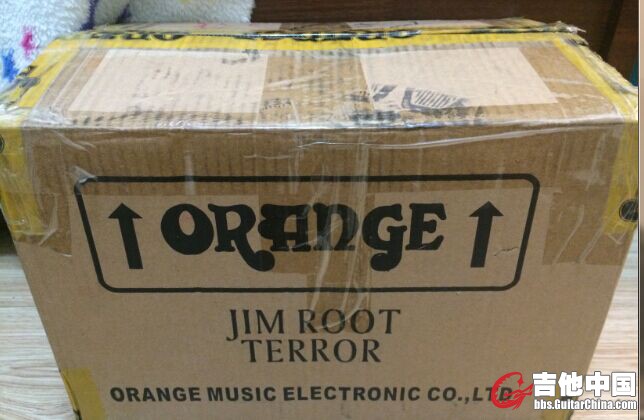 ORANGE
JIM ROOT
TERROR
ORANGE MUSIC ELECTRONIC CO.,LTD
吉他中国
bbs.GuitarChina.com